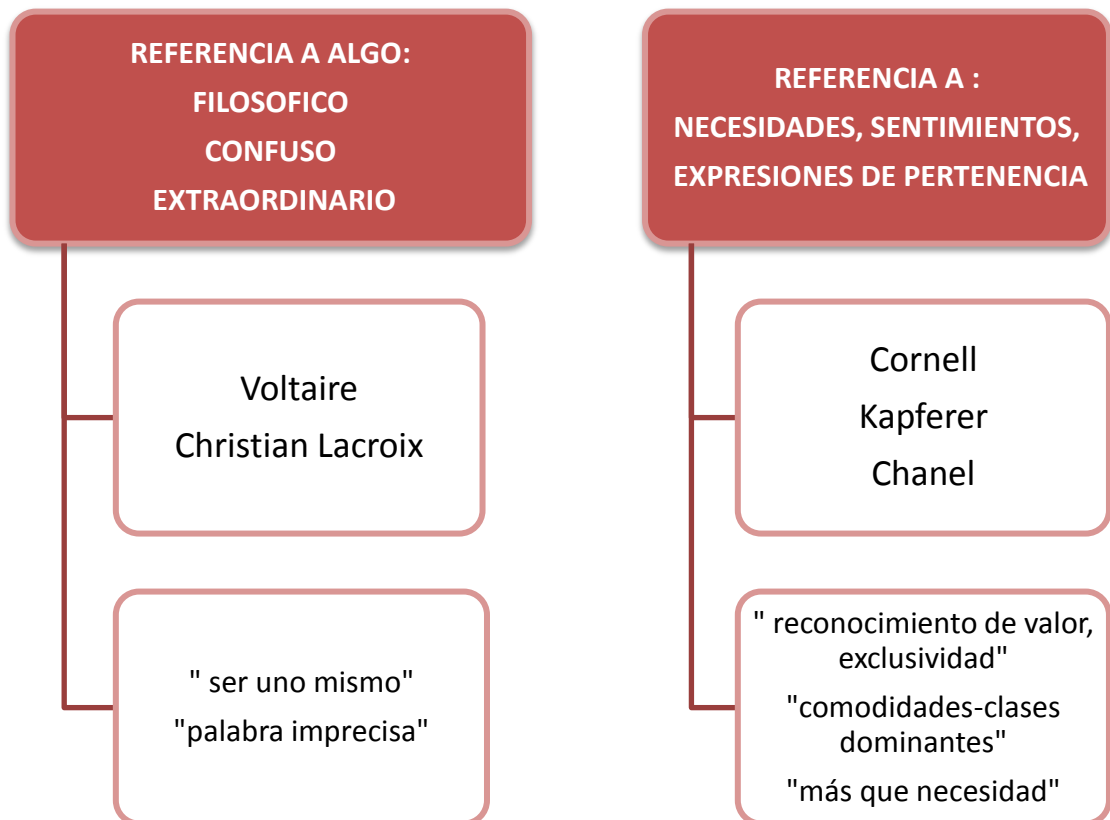 REFERENCIA A ALGO:
FILOSOFICO
CONFUSO
EXTRAORDINARIO
Voltaire
Christian Lacroix
" ser uno mismo"
"palabra imprecisa"
REFERENCIA A :
NECESIDADES, SENTIMIENTOS,
EXPRESIONES DE PERTENENCIA
Cornell
Kapferer
Chanel
" reconocimiento de valor,
exclusividad"
"comodidades-clases
dominantes"
"más que necesidad"